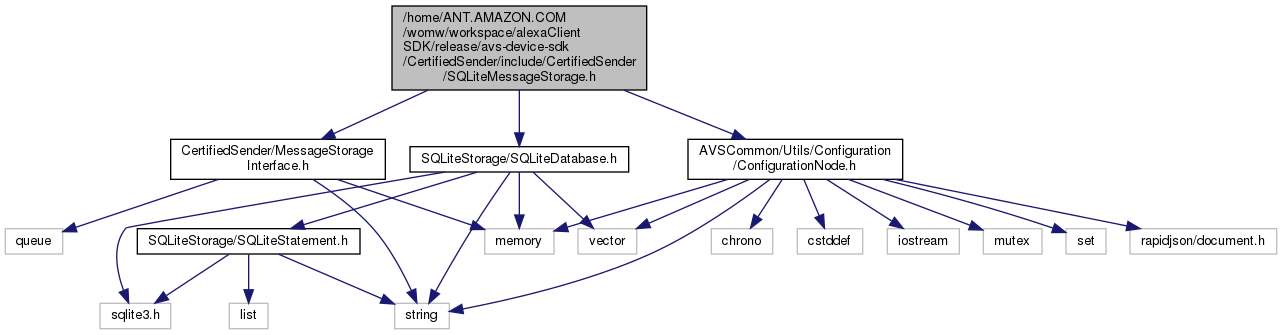 /home/ANT.AMAZON.COM
/womw/workspace/alexaClient
SDK/release/avs-device-sdk
/CertifiedSender/include/CertifiedSender
/SQLiteMessageStorage.h
CertifiedSender/MessageStorage
Interface.h
SQLiteStorage/SQLiteDatabase.h
AVSCommon/Utils/Configuration
/ConfigurationNode.h
queue
SQLiteStorage/SQLiteStatement.h
memory
vector
chrono
cstddef
iostream
mutex
set
rapidjson/document.h
sqlite3.h
list
string